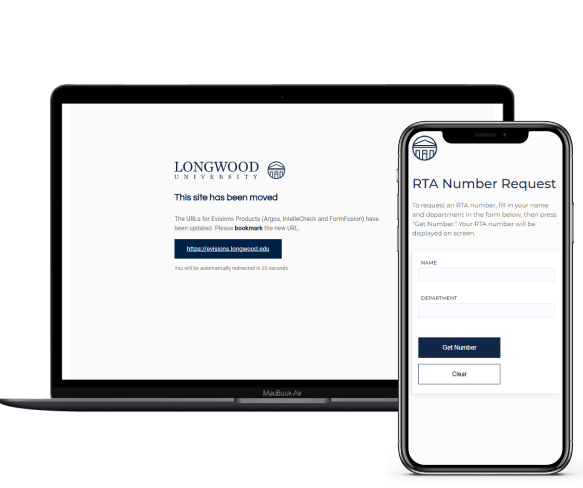 LONGWOOD
UNIVERSITY
This site has been moved
The URLs for Evisions Products (Argos, IntelleCheck and FormFusion) have
been updated. Please bookmark the new URL.
https://evisions.longwood.edu
You will be automatically redirected in 20 seconds
MacBook Air
RTA Number Request
To request an RTA number, fill in your name
and department in the form below, then press
"Get Number." Your RTA number will be
displayed on screen.
NAME
DEPARTMENT
Get Number
Clear